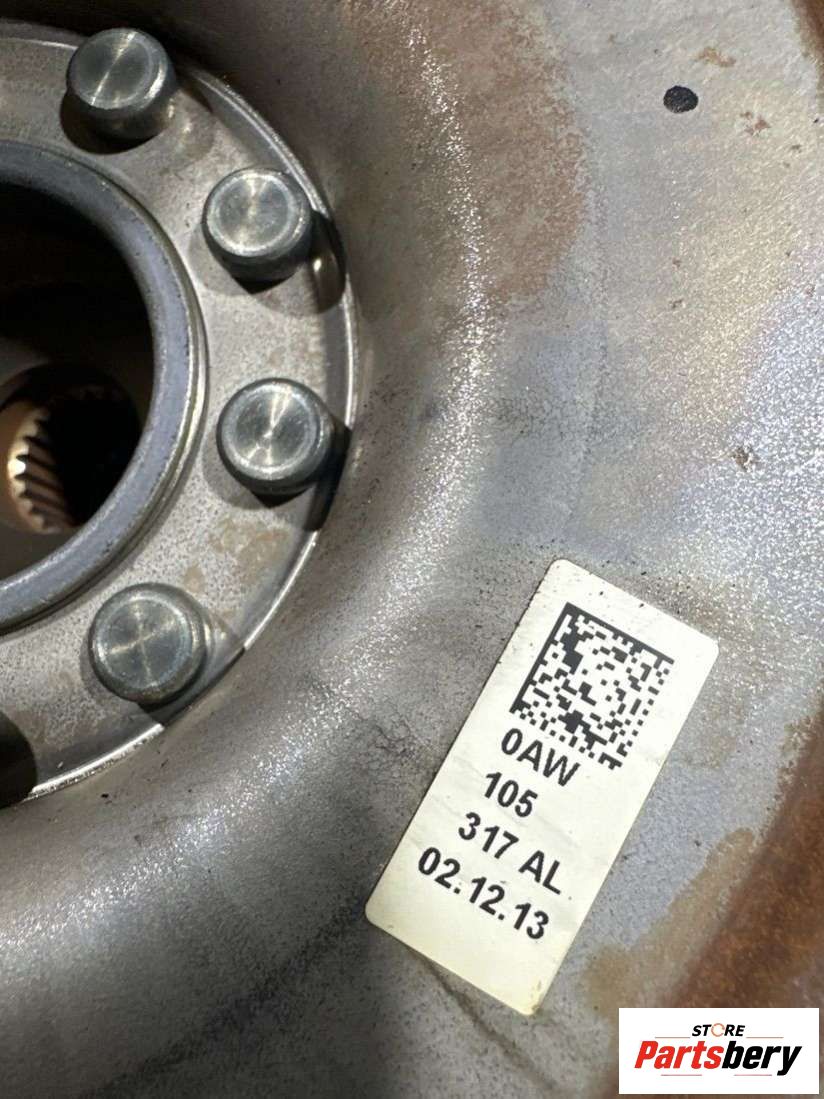 0AW
105
317 AL
02.12.13
STORE
Partsbery